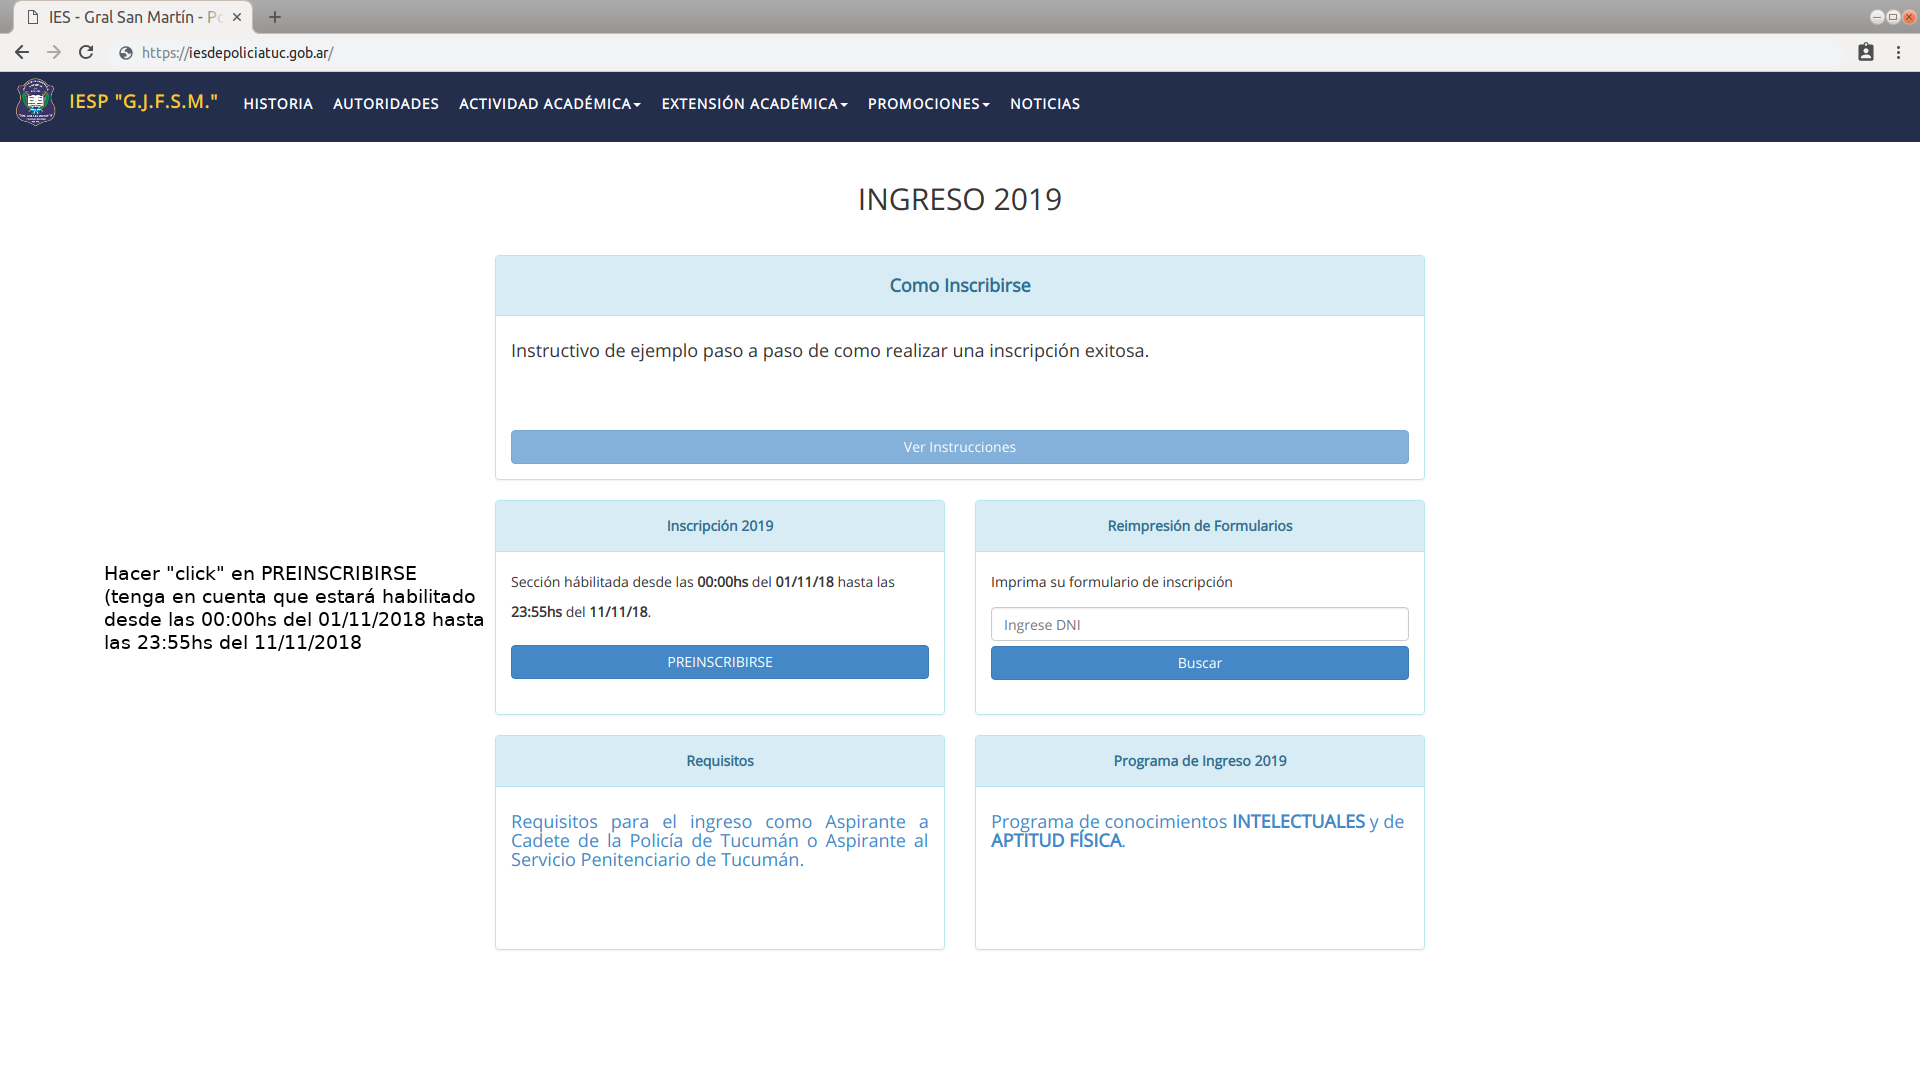 IES - Gral San Martín - Po
https://iesdepoliciatuc.gob.ar/
IESP "G.J.F.S.M."
HISTORIA
AUTORIDADES
ACTIVIDAD ACADÉMICA
EXTENSIÓN ACADÉMICA
PROMOCIONES
NOTICIAS
INGRESO 2019
Como Inscribirse
Instructivo de ejemplo paso a paso de como realizar una inscripción exitosa.
Ver Instrucciones
Hacer "click" en PREINSCRIBIRSE
(tenga en cuenta que estará habilitado
desde las 00:00hs del 01/11/2018 hasta
las 23:55hs del 11/11/2018
Inscripción 2019
Sección hábilitada desde las 00:00hs del 01/11/18 hasta las
23:55hs del 11/11/18.
PREINSCRIBIRSE
Reimpresión de Formularios
Imprima su formulario de inscripción
Ingrese DNI
Buscar
Requisitos
Requisitos para el ingreso como Aspirante a
Cadete de la Policía de Tucumán o Aspirante al
Servicio Penitenciario de Tucumán.
Programa de Ingreso 2019
Programa de conocimientos INTELECTUALES y de
APTITUD FÍSICA.